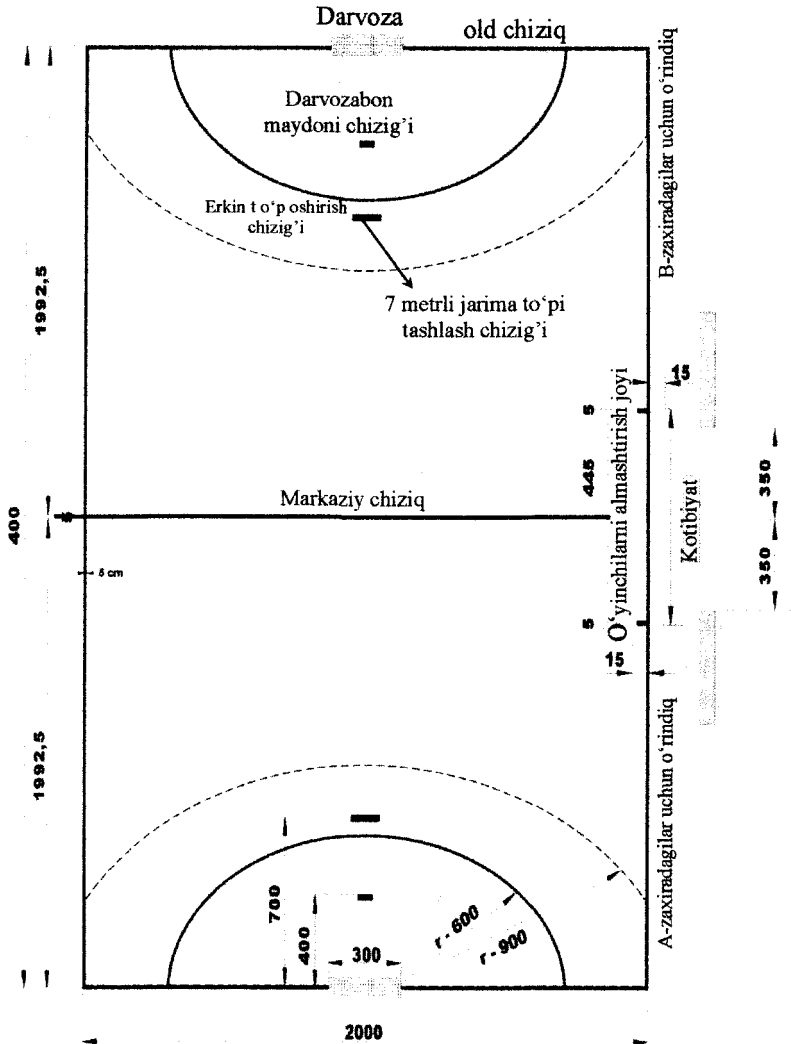 Darvoza
old chiziq
Darvozabon
maydoni chizig'i
Erkin t o‘p oshirish
chizig'i
7 metrli jarima to‘pi
tashlash chizig'i
B-zaxiradagilar uchun o‘rindiq
1992,5
15
5
445
O‘yinchilarni almashtirish joyi
Kotibiyat
350
350
Markaziy chiziq
400
5 cm
5
15
1992,5
A-zaxiradagilar uchun o‘rindiq
700
400
300
r - 600
r - 900
2000